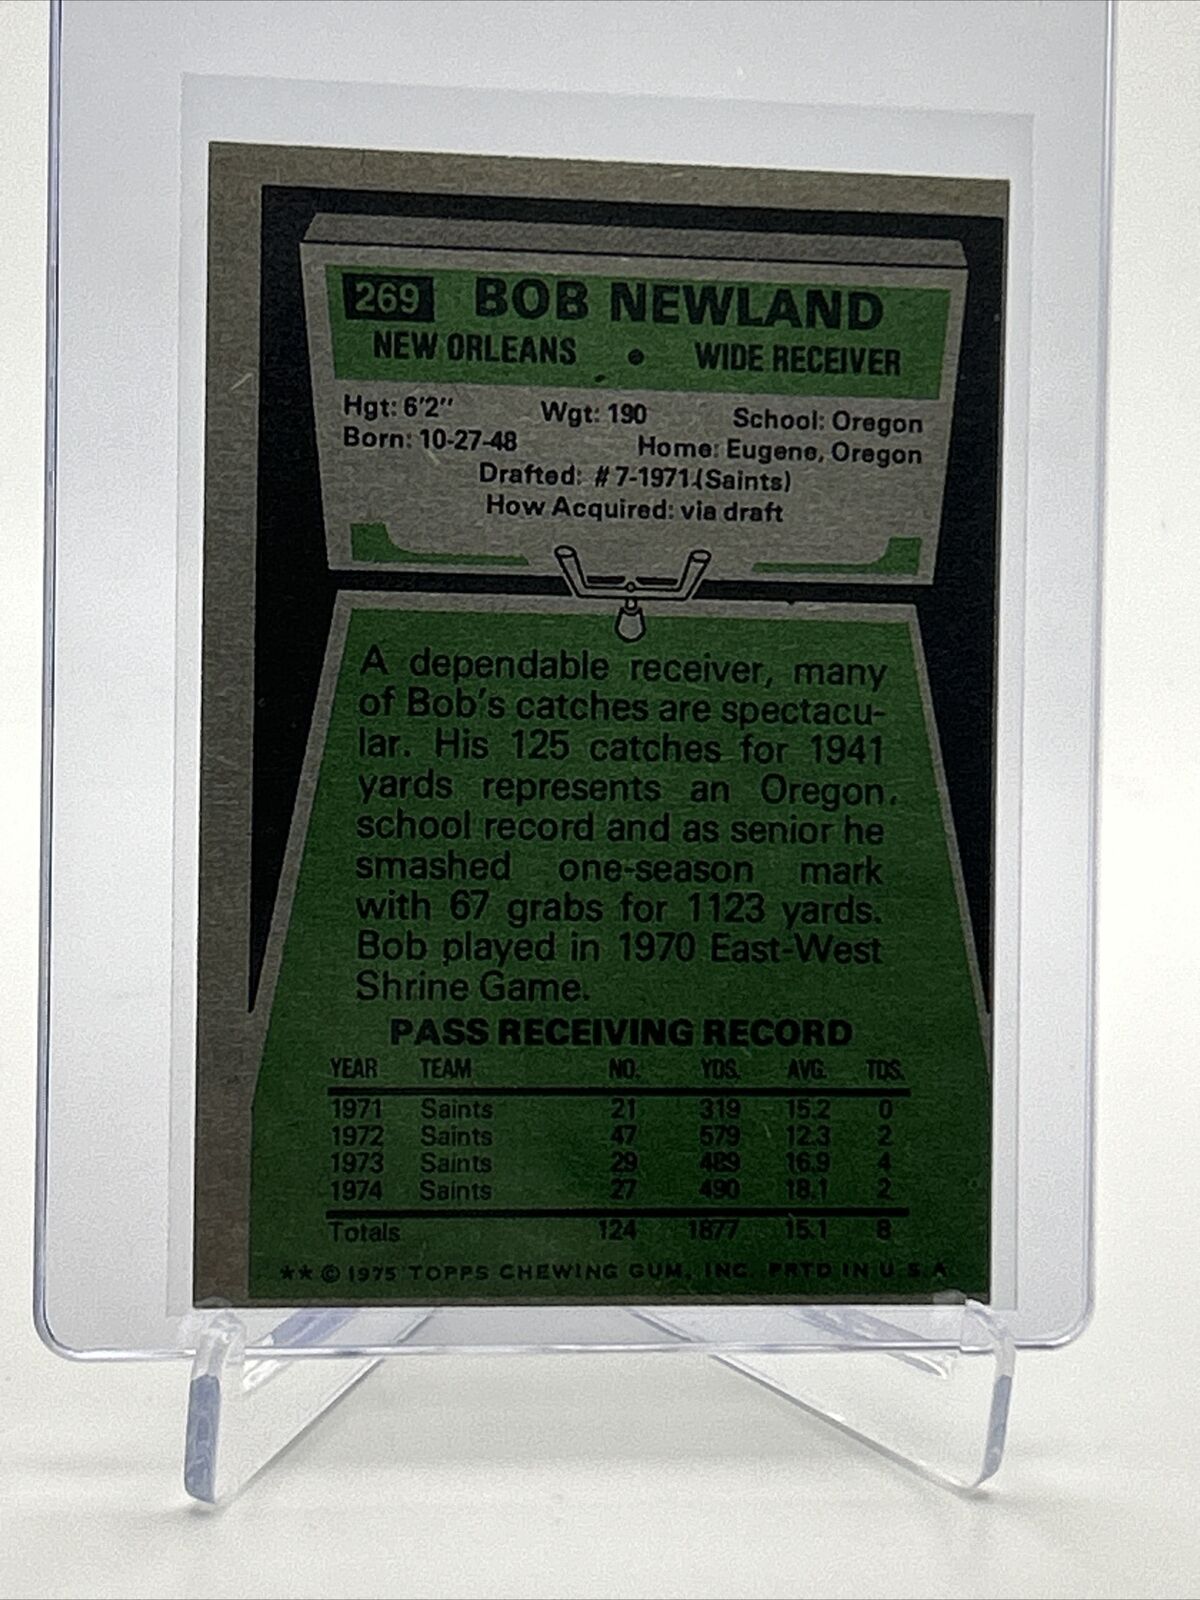 269 BOB NEWLAND
NEW ORLEANS • WIDE RECEIVER
Hgt: 6'2" Wgt: 190 School: Oregon
Born: 10-27-48 Home: Eugene, Oregon
Drafted: #7-1971 (Saints)
How Acquired: via draft
A dependable receiver, many
of Bob's catches are spectacu-
lar. His 125 catches for 1941
yards represents an Oregon
school record and as senior he
smashed one-season mark
with 67 grabs for 1123 yards.
Bob played in 1970 East-West
Shrine Game.
PASS RECEIVING RECORD
YEAR TEAM NO. YDS. AVG. TDS.
1971 Saints 21 319 15.2 0
1972 Saints 47 579 12.3 2
1973 Saints 29 489 16.9 4
1974 Saints 27 490 18.1 2
Totals 124 1877 15.1 8
** © 1975 TOPPS CHEWING GUM, INC. PRTD IN U.S.A.